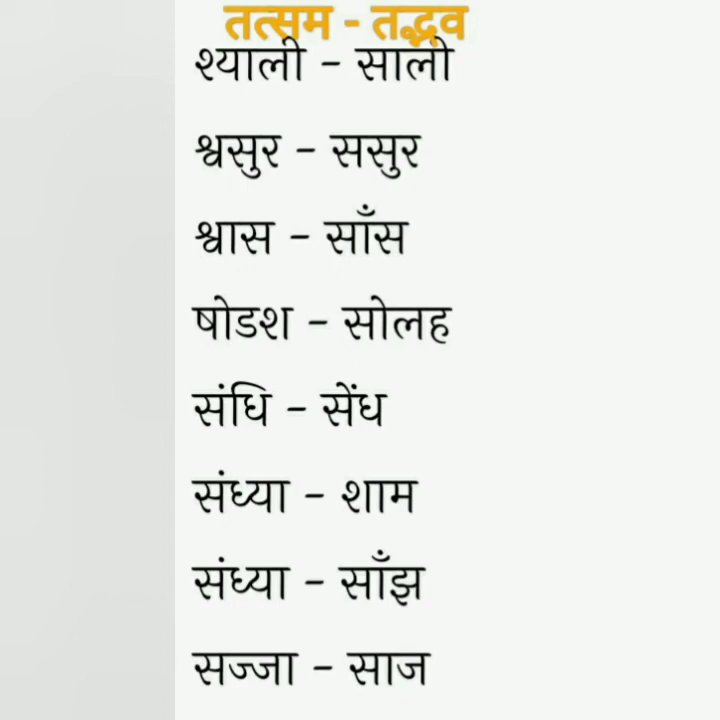 तत्सम - तद्भव
श्याली - साली
श्वसुर - ससुर
श्वास - साँस
षोडश - सोलह
संधि - सेंध
संध्या - शाम
संध्या - साँझ
सज्जा - साज